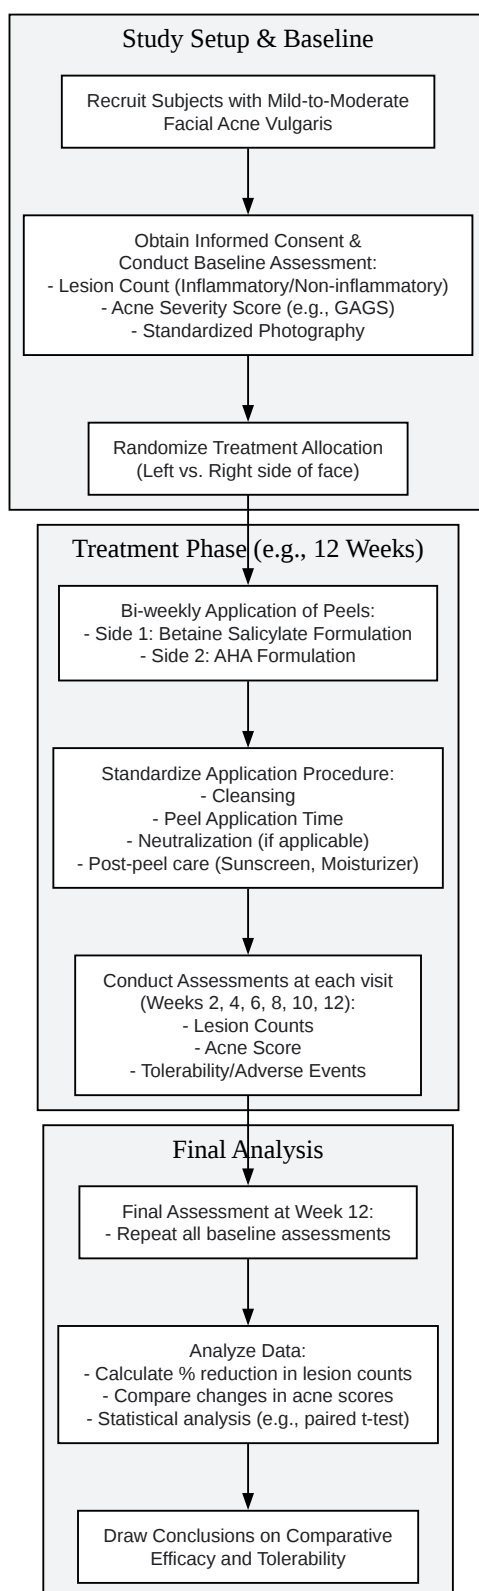 Study Setup & Baseline
Recruit Subjects with Mild-to-Moderate
Facial Acne Vulgaris
Obtain Informed Consent &
Conduct Baseline Assessment:
- Lesion Count (Inflammatory/Non-inflammatory)
- Acne Severity Score (e.g., GAGS)
- Standardized Photography
Randomize Treatment Allocation
(Left vs. Right side of face)
Treatment Phase (e.g., 12 Weeks)
Bi-weekly Application of Peels:
- Side 1: Betaine Salicylate Formulation
- Side 2: AHA Formulation
Standardize Application Procedure:
- Cleansing
- Peel Application Time
- Neutralization (if applicable)
- Post-peel care (Sunscreen, Moisturizer)
Conduct Assessments at each visit
(Weeks 2, 4, 6, 8, 10, 12):
- Lesion Counts
- Acne Score
- Tolerability/Adverse Events
Final Analysis
Final Assessment at Week 12:
- Repeat all baseline assessments
Analyze Data:
- Calculate % reduction in lesion counts
- Compare changes in acne scores
- Statistical analysis (e.g., paired t-test)
Draw Conclusions on Comparative
Efficacy and Tolerability